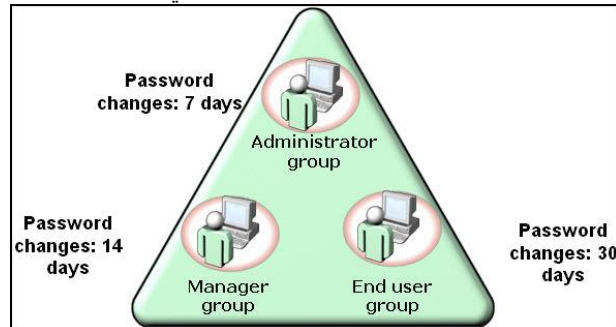 Password
changes: 7 days
Administrator
group
Password
changes: 14
days
Manager
group
End user
group
Password
changes: 30
days